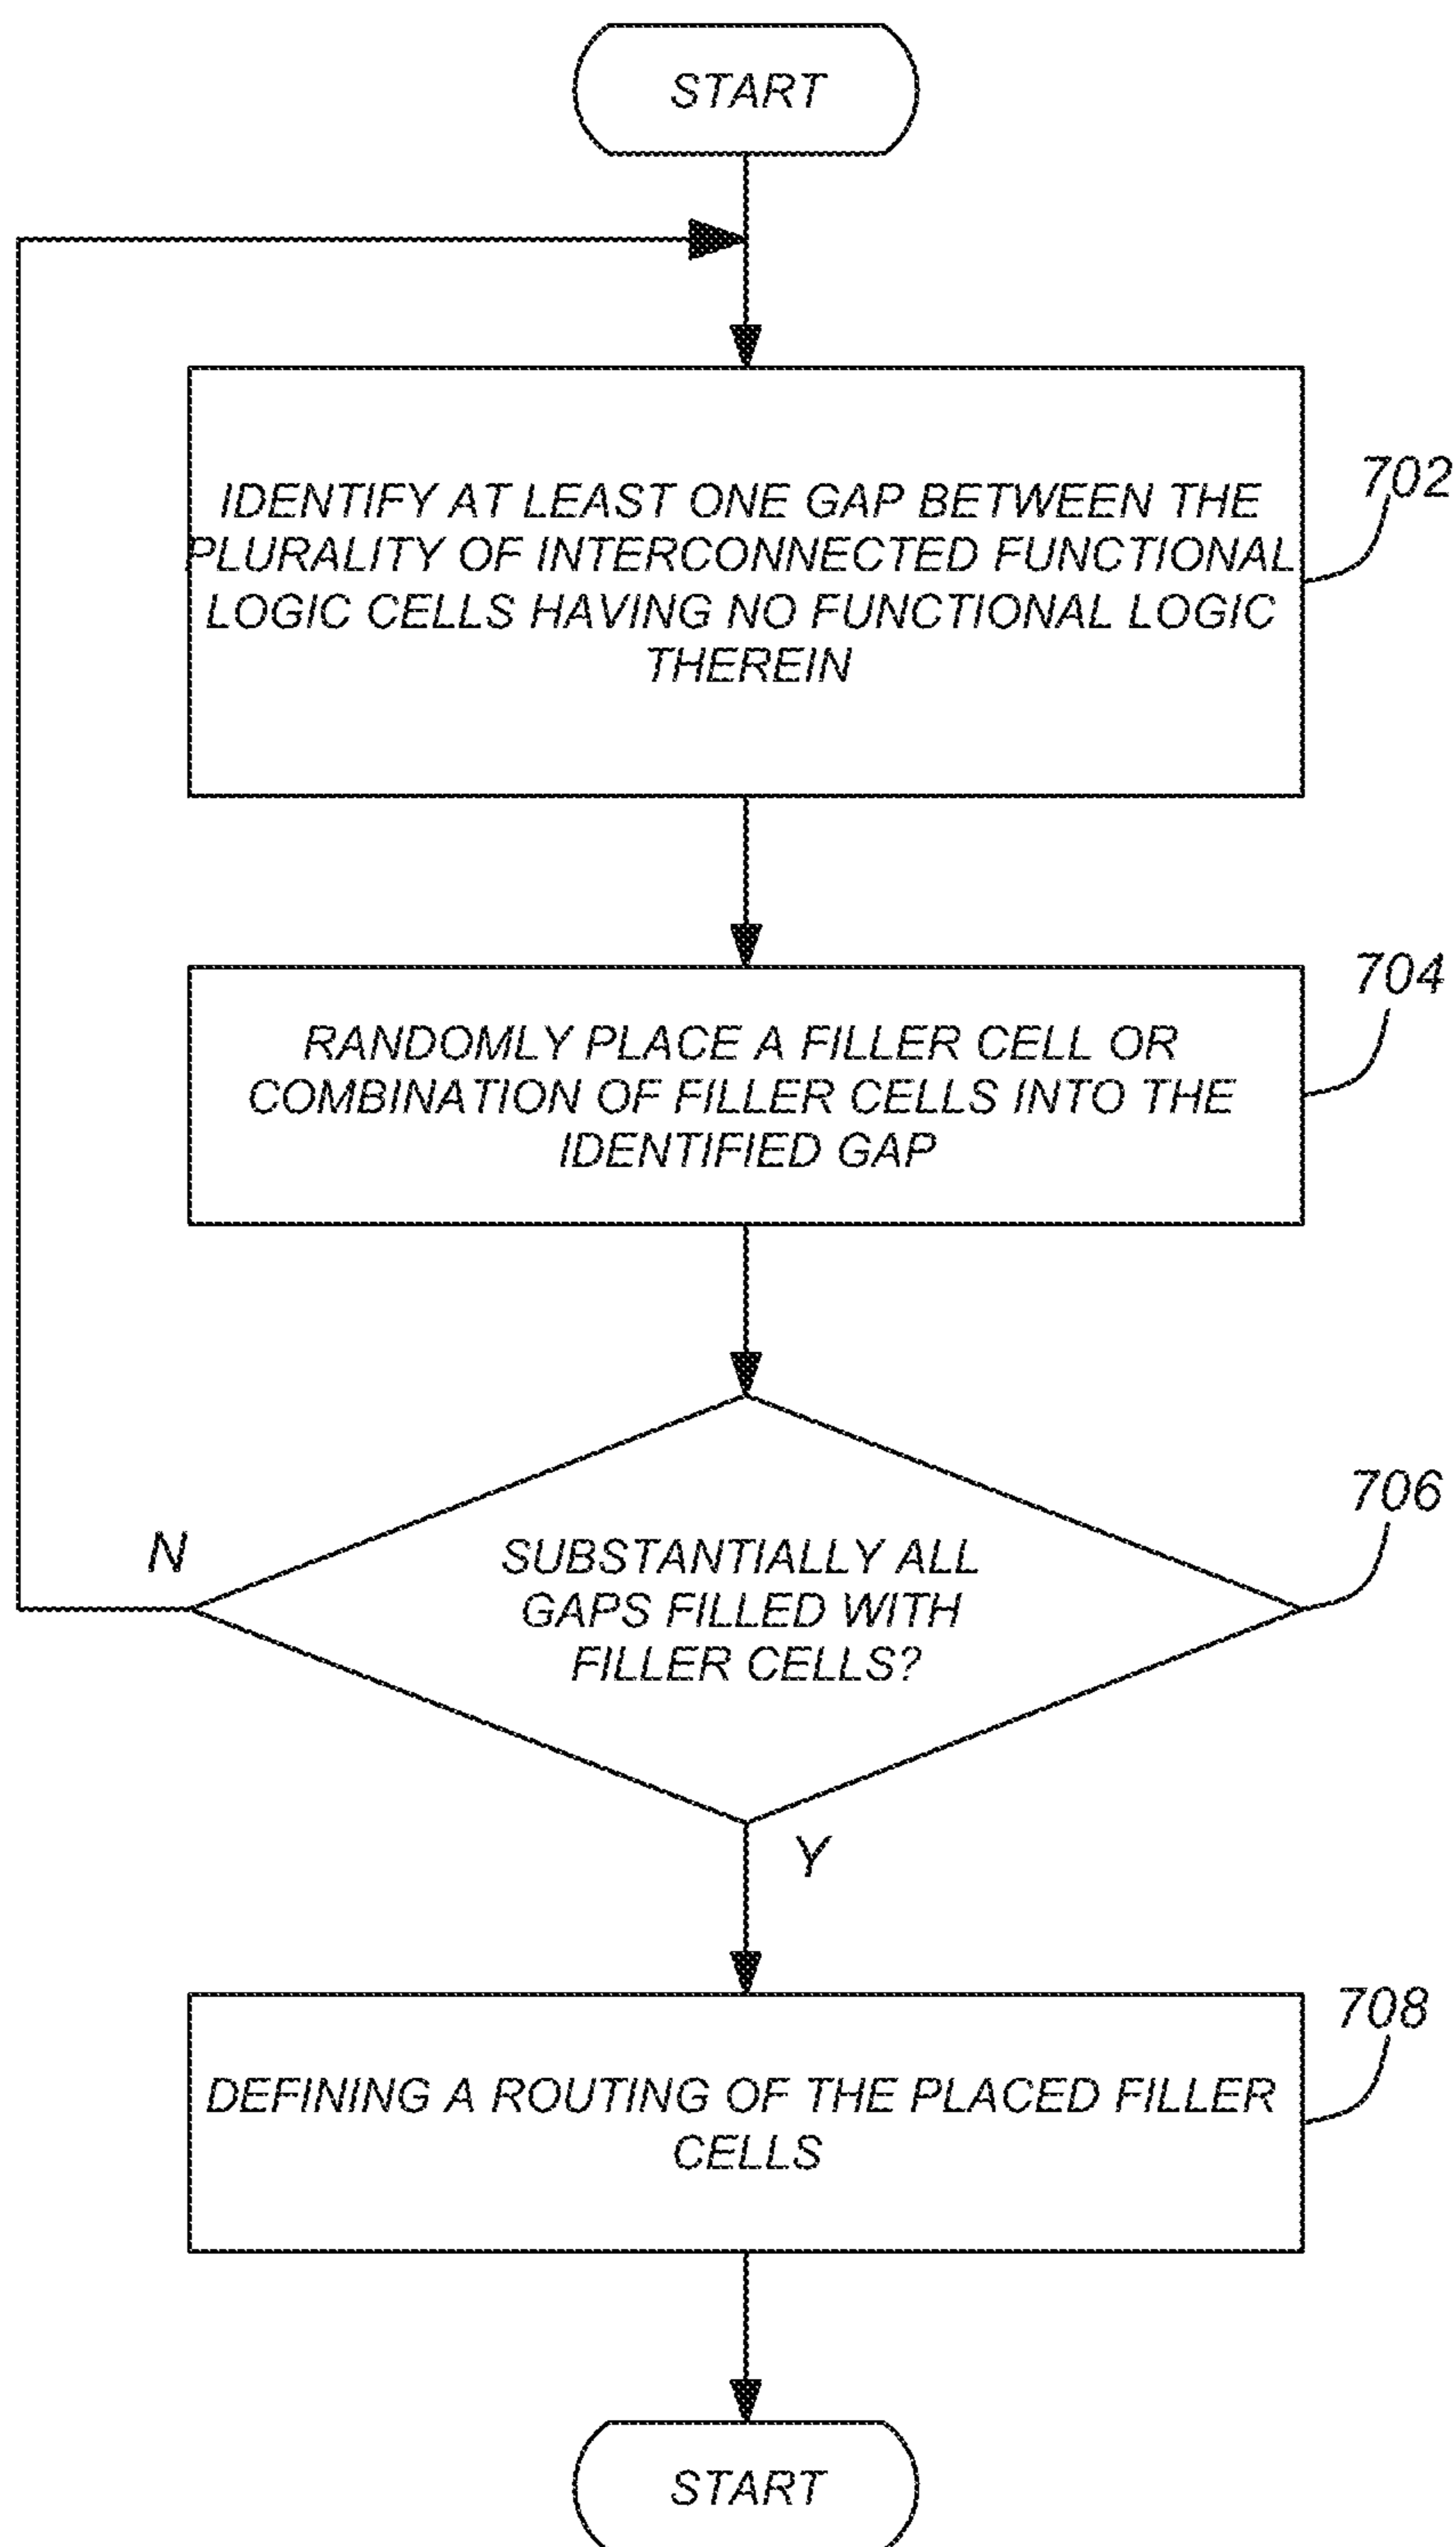 START
IDENTIFY AT LEAST ONE GAP BETWEEN THE
PLURALITY OF INTERCONNECTED FUNCTIONAL
LOGIC CELLS HAVING NO FUNCTIONAL LOGIC
THEREIN
702
RANDOMLY PLACE A FILLER CELL OR
COMBINATION OF FILLER CELLS INTO THE
IDENTIFIED GAP
704
SUBSTANTIALLY ALL
GAPS FILLED WITH
FILLER CELLS?
706
N
Y
DEFINING A ROUTING OF THE PLACED FILLER
CELLS
708
START